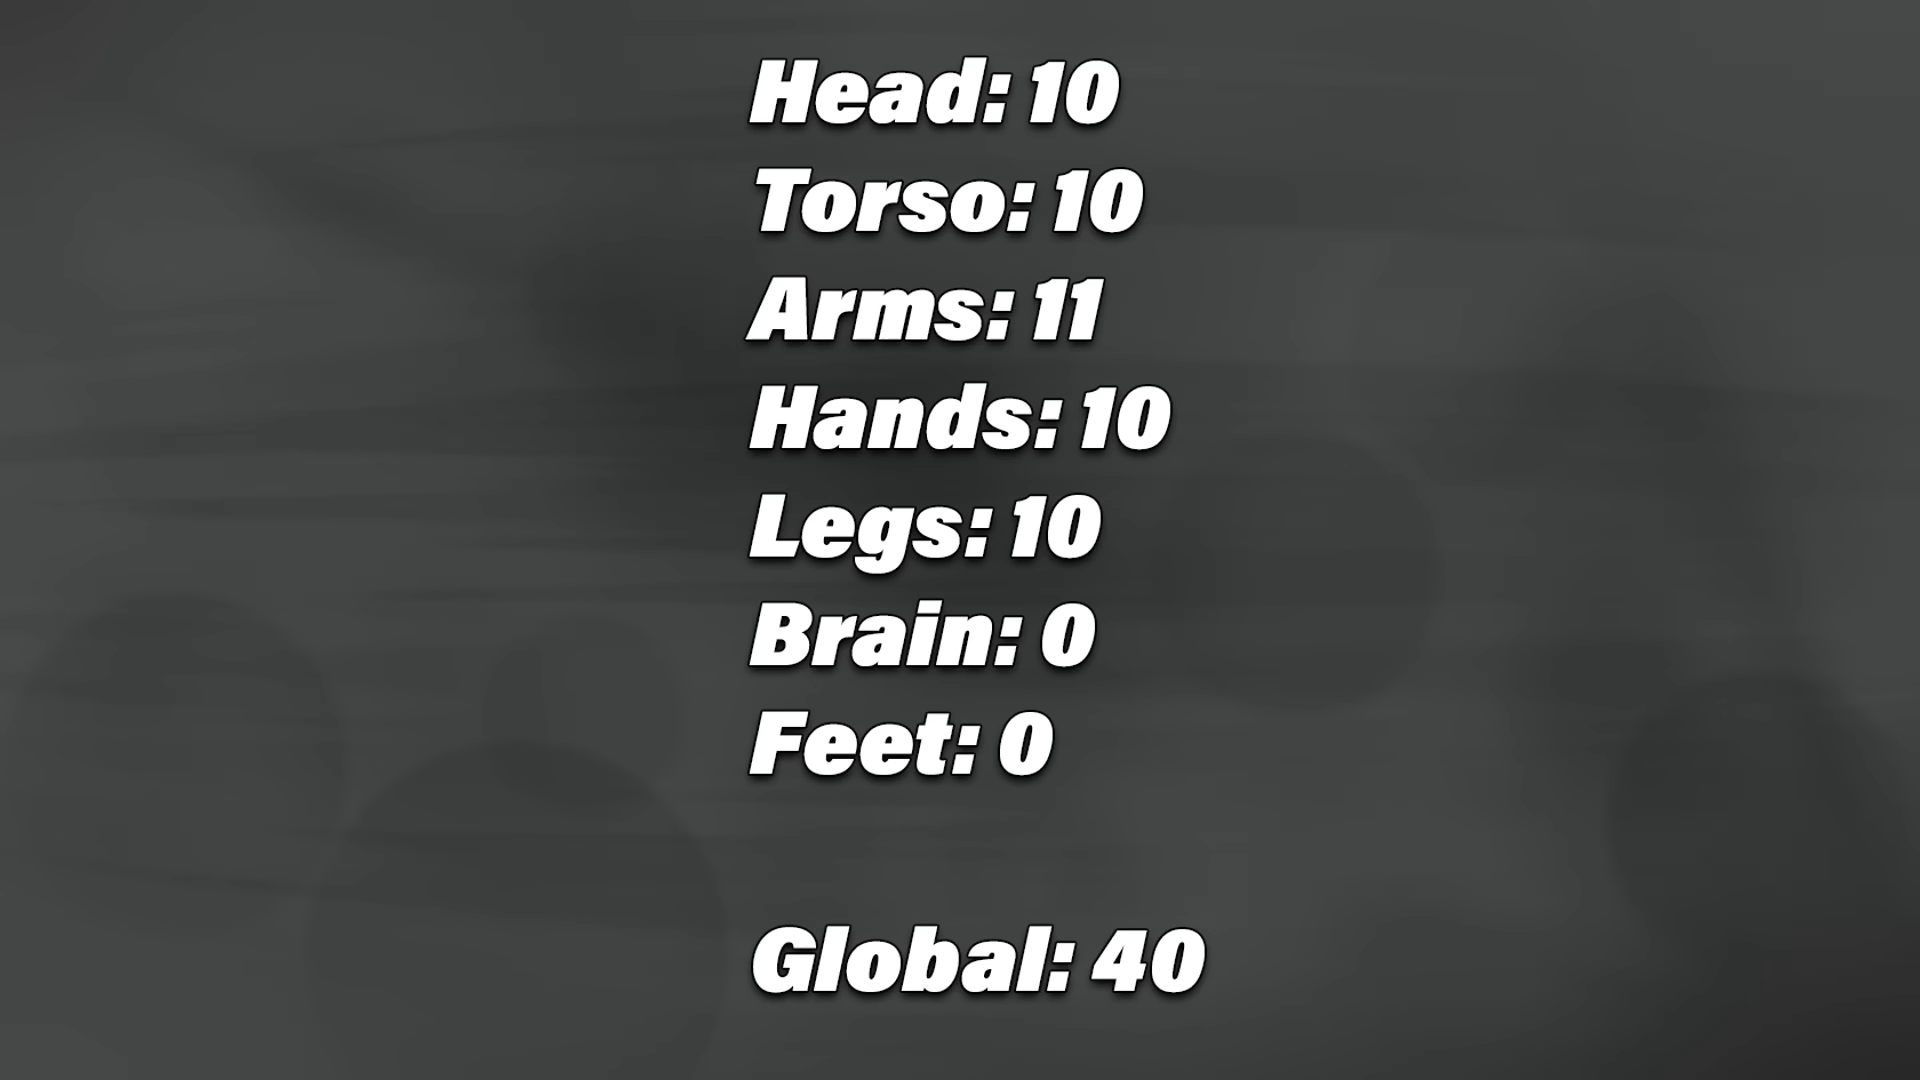 Head: 10
Torso: 10
Arms: 11
Hands: 10
Legs: 10
Brain: 0
Feet: 0
Global: 40